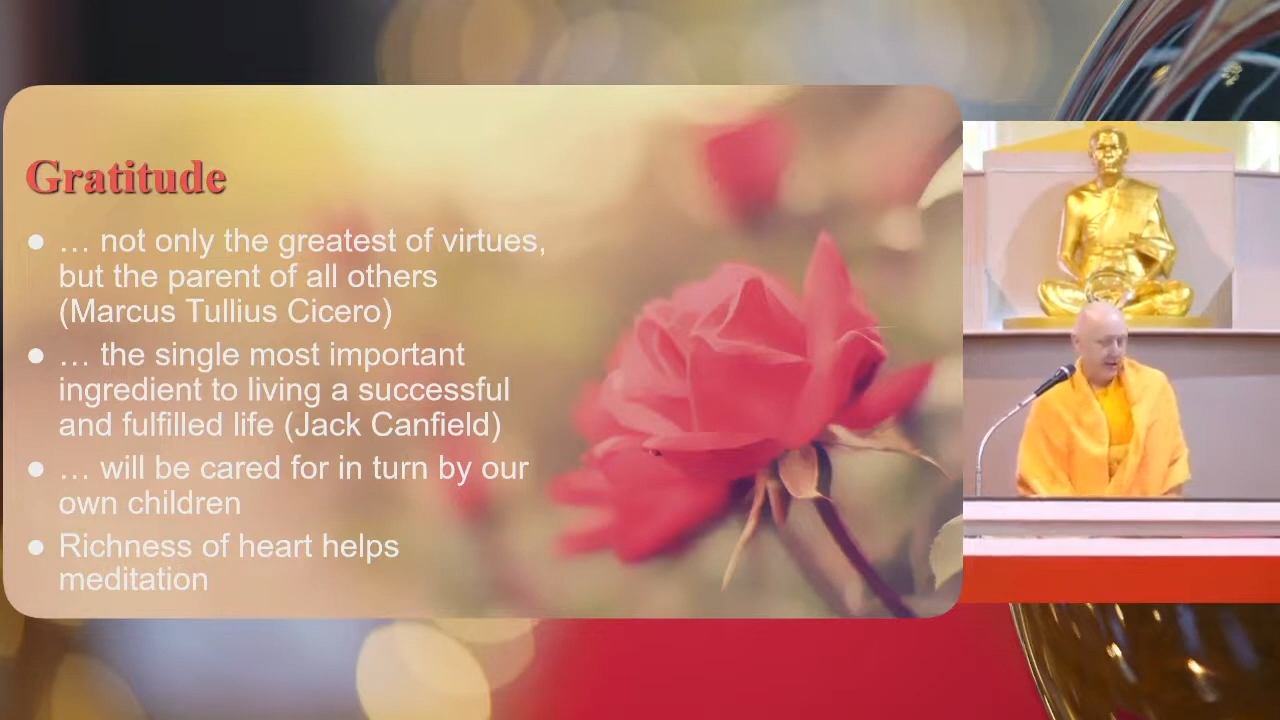 Gratitude
● … not only the greatest of virtues,
but the parent of all others
(Marcus Tullius Cicero)
● … the single most important
ingredient to living a successful
and fulfilled life (Jack Canfield)
● … will be cared for in turn by our
own children
● Richness of heart helps
meditation